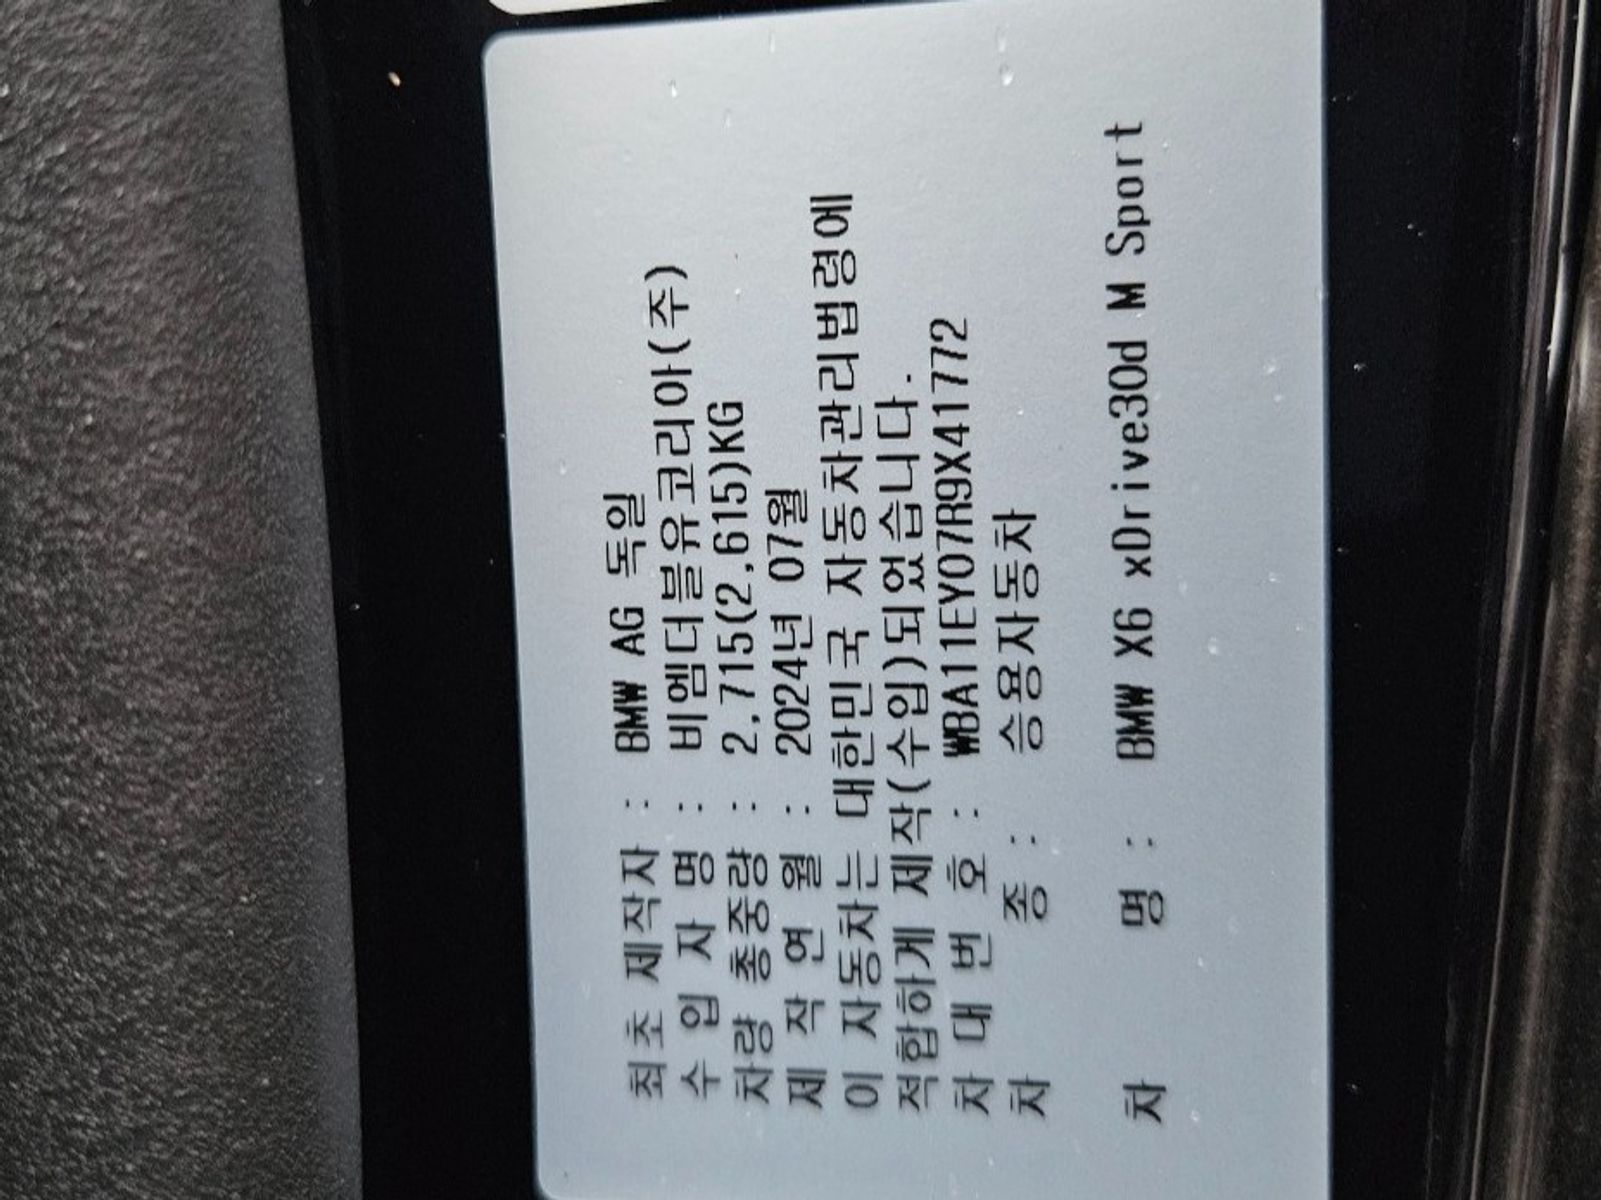 최초 제작자 : BMW AG 독일
수 입 자 명 : 비엠더블유코리아(주)
차량 총중량 : 2,715(2,615)KG
제 작 연 월 : 2024년 07월
이 자동차는 대한민국 자동차관리법령에
적합하게 제작(수입)되었습니다.
차 대 번 호 : WBA11EY07R9X41772
차 종 : 승용자동차
차 명 : BMW X6 xDrive30d M Sport